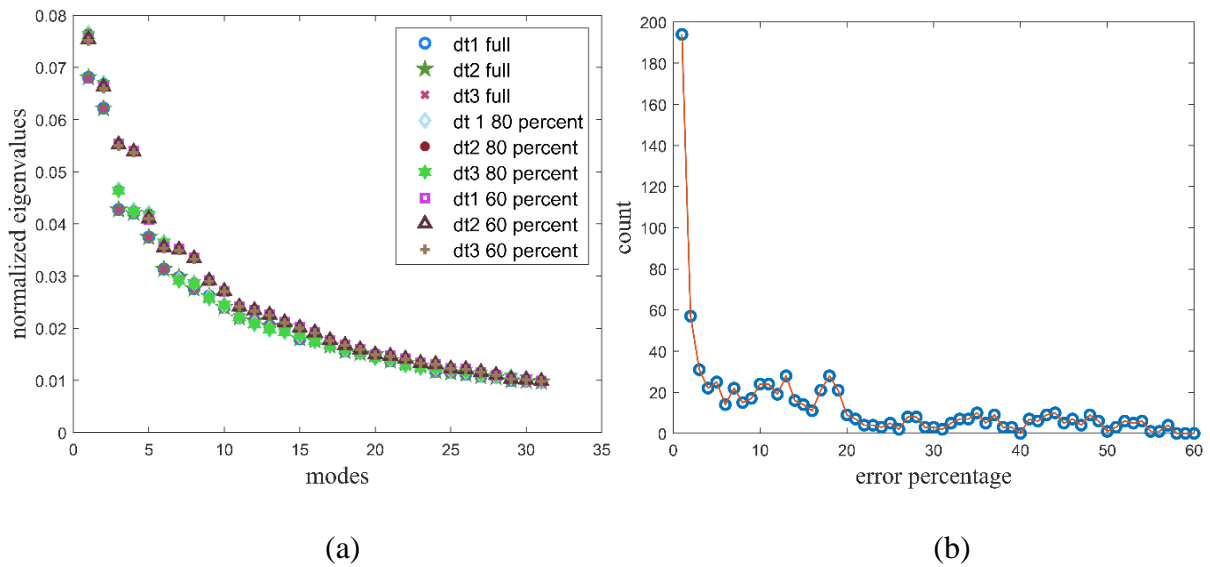 0.08
0.07
0.06
0.05
0.04
0.03
0.02
0.01
0
normalized eigenvalues
0 5 10 15 20 25 30 35
modes
dt1 full
dt2 full
dt3 full
dt 1 80 percent
dt2 80 percent
dt3 80 percent
dt1 60 percent
dt2 60 percent
dt3 60 percent
(a)
200
180
160
140
120
100
80
60
40
20
0
count
0 10 20 30 40 50 60
error percentage
(b)